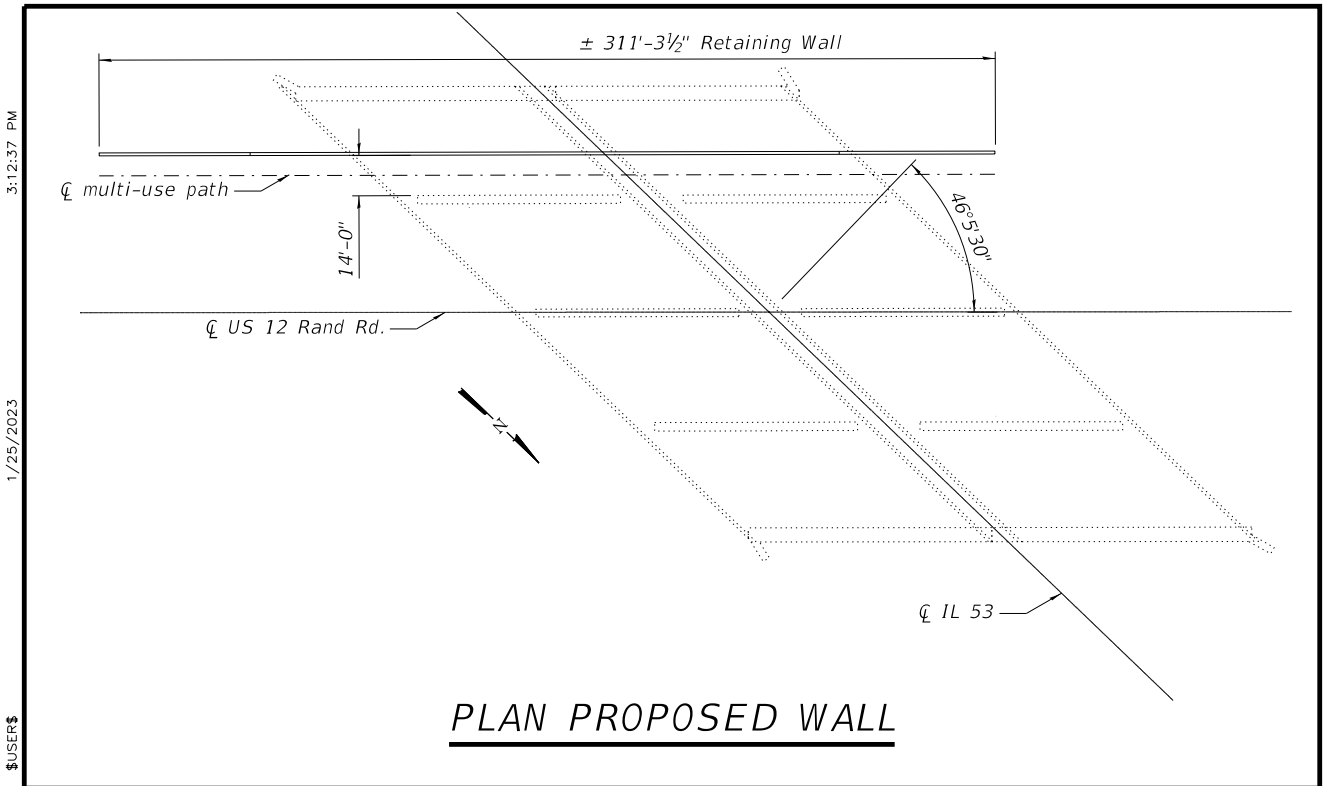 ± 311'-3½" Retaining Wall
℄ multi-use path
14'-0"
46°5'30"
℄ US 12 Rand Rd.
N
℄ IL 53
PLAN PROPOSED WALL
3:12:37 PM
1/25/2023
$USER$